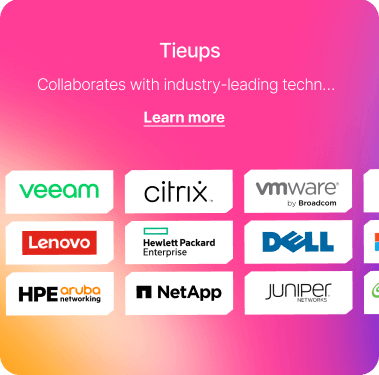 Tieups
Collaborates with industry-leading techn...
Learn more
veeam
citrix
vmware®
by Broadcom
Lenovo
Hewlett Packard
Enterprise
DELL
HPE aruba
networking
NetApp
JUNIPER
NETWORKS